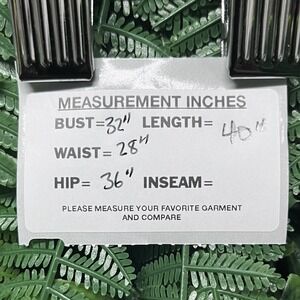 MEASUREMENT INCHES
BUST=32" LENGTH= 40"
WAIST=28"
HIP= 36" INSEAM=
PLEASE MEASURE YOUR FAVORITE GARMENT
AND COMPARE